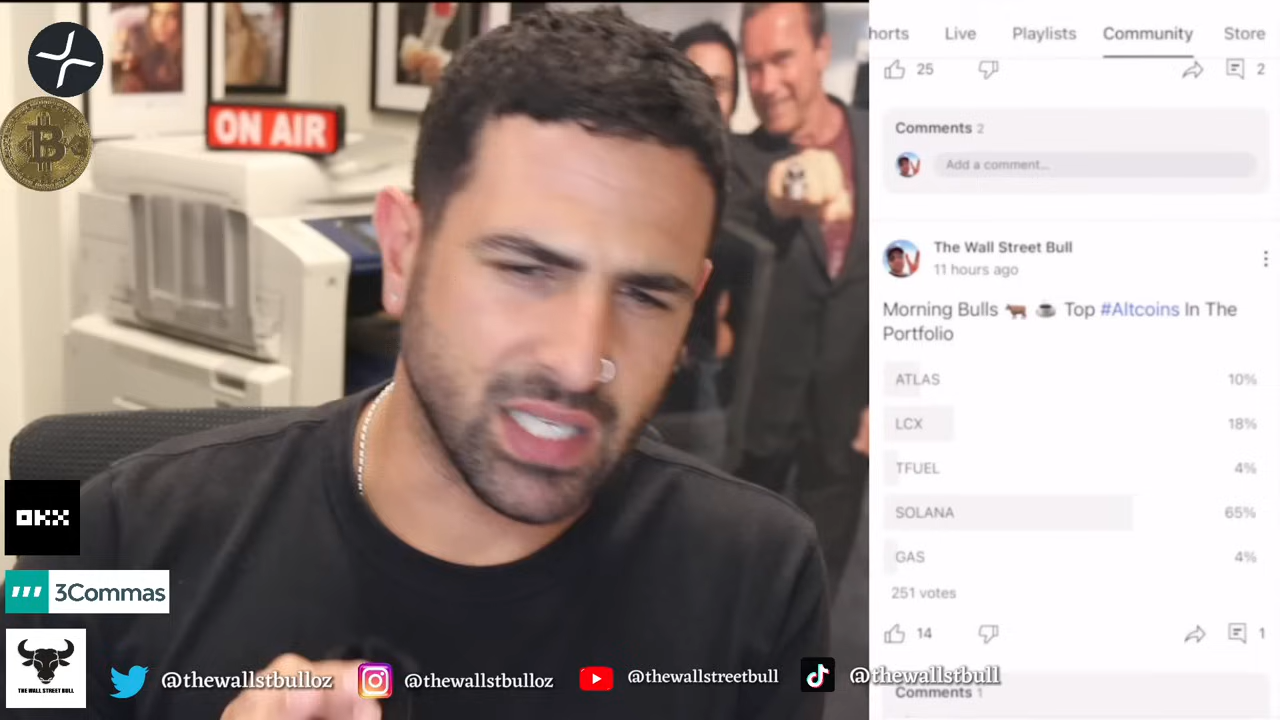 ON AIR
OKX
3Commas
THE WALL STREET BULL
@thewallstbulloz
@thewallstbulloz
@thewallstreetbull
@thewallstbull
horts Live Playlists Community Store
25 2
Comments 2
Add a comment...
The Wall Street Bull
11 hours ago
Morning Bulls 🐂 ☕ Top #Altcoins In The
Portfolio
ATLAS 10%
LCX 18%
TFUEL 4%
SOLANA 65%
GAS 4%
251 votes
14 1
Comments 1